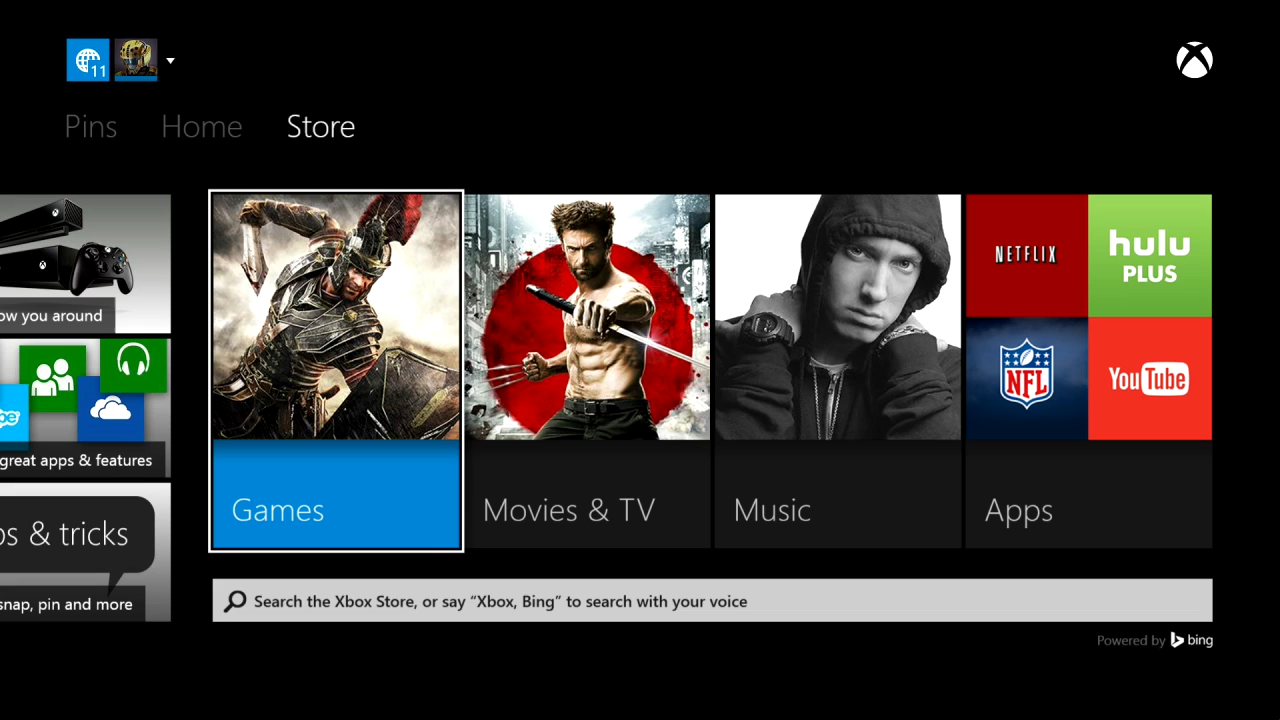 11
Pins Home Store
ow you around
great apps & features
& tricks
snap, pin and more
Games
Movies & TV
Music
NETFLIX
hulu
PLUS
NFL
YouTube
Apps
Search the Xbox Store, or say “Xbox, Bing” to search with your voice
Powered by bing